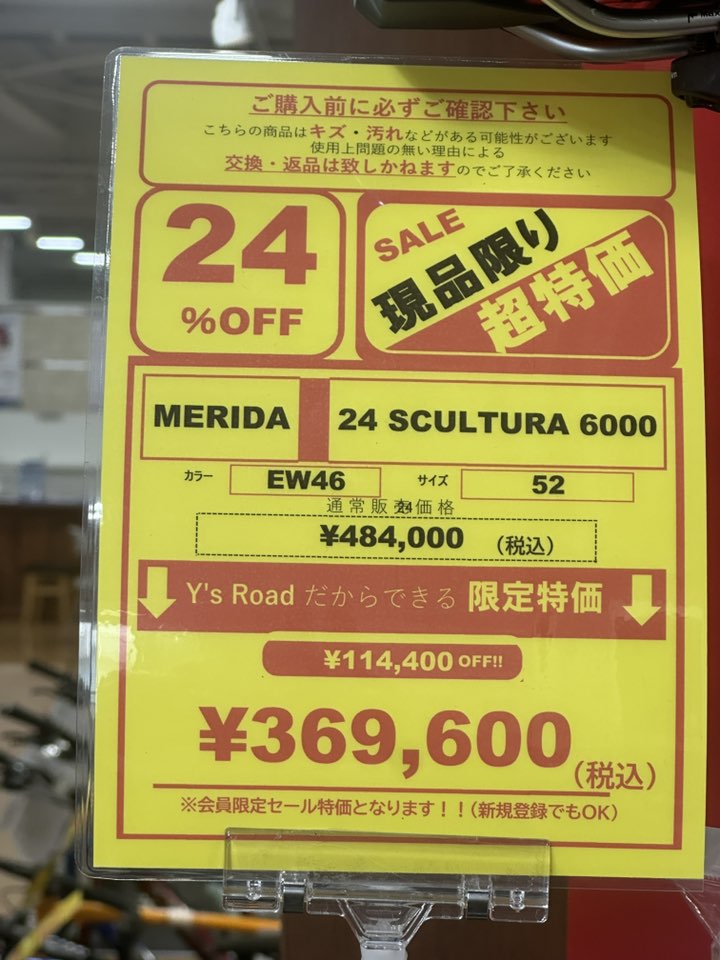 ご購入前に必ずご確認下さい
こちらの商品はキズ・汚れなどがある可能性がございます
使用上問題の無い理由による
交換・返品は致しかねますのでご了承ください
24
%OFF
SALE
現品限り
超特価
MERIDA
24 SCULTURA 6000
カラー EW46 サイズ 52
通常販売価格
¥484,000 (税込)
Y's Road だからできる 限定特価
¥114,400 OFF!!
¥369,600(税込)
※会員限定セール特価となります！！(新規登録でもOK)